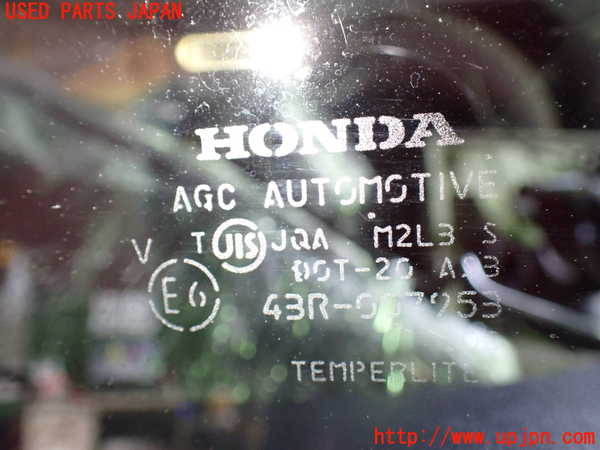 USED PARTS JAPAN
HONDA
AGC AUTOMOTIVE
T JIS JQA M2L3 S
V DOT-20 AS3
E6 43R-007953
TEMPERLITE
http://www.upjpn.com